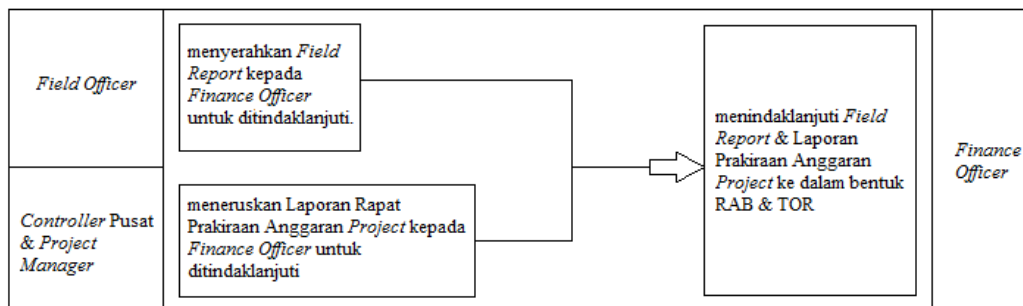 Field Officer
menyerahkan Field
Report kepada
Finance Officer
untuk ditindaklanjuti.
Controller Pusat
& Project
Manager
meneruskan Laporan Rapat
Prakiraan Anggaran Project kepada
Finance Officer untuk
ditindaklanjuti
menindaklanjuti Field
Report & Laporan
Prakiraan Anggaran
Project ke dalam bentuk
RAB & TOR
Finance
Officer